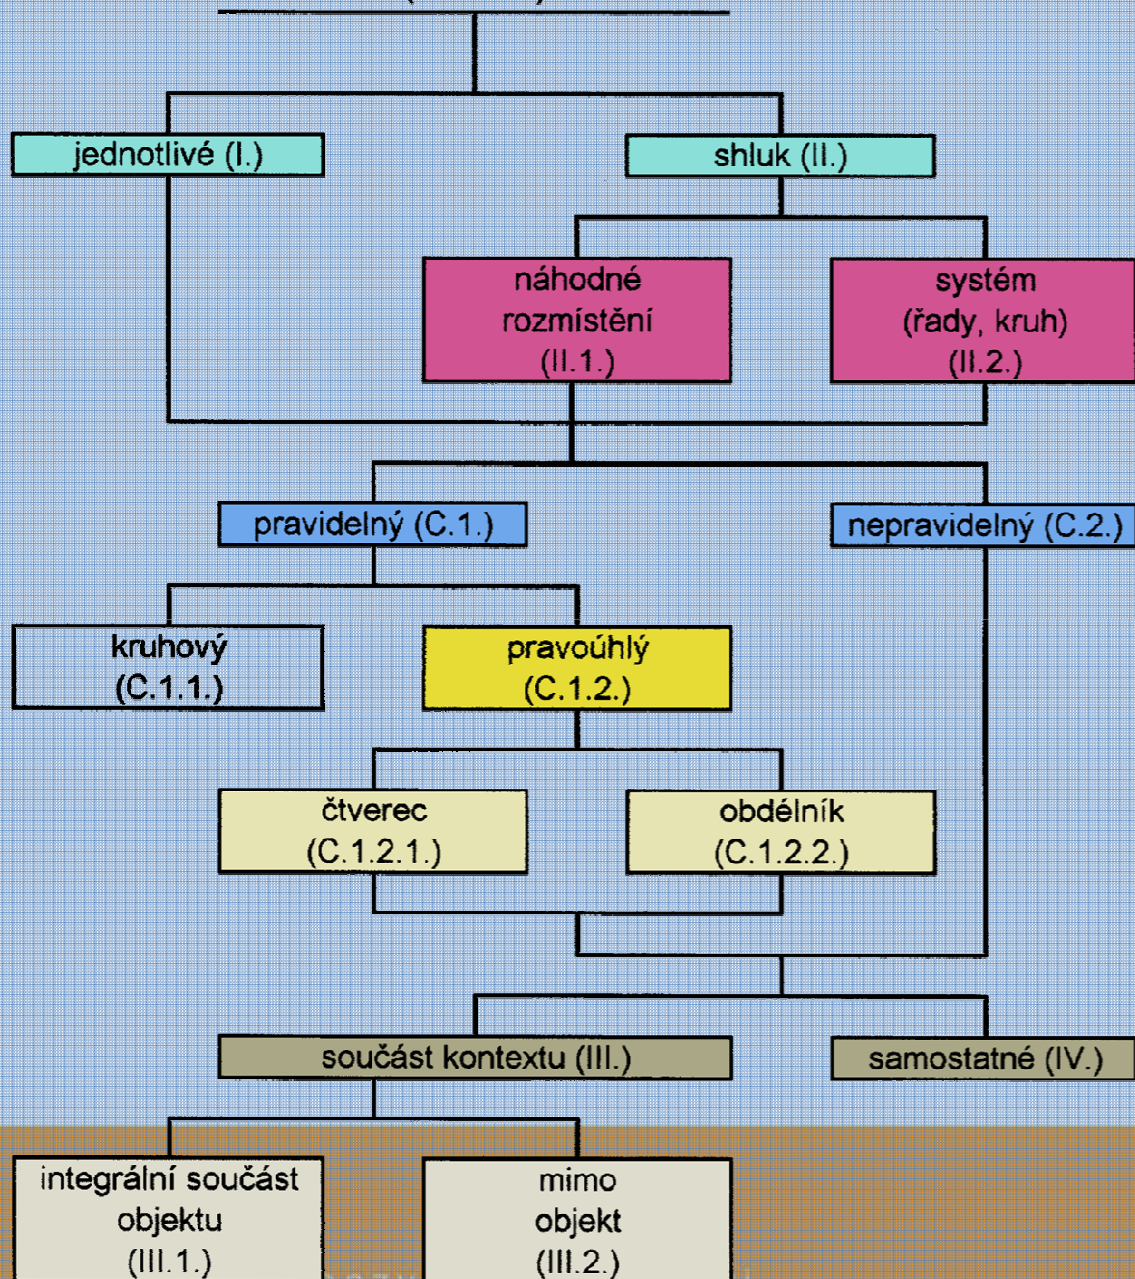 jednotlivé (I.)
shluk (II.)
náhodné
rozmístění
(II.1.)
systém
(řady, kruh)
(II.2.)
pravidelný (C.1.)
nepravidelný (C.2.)
kruhový
(C.1.1.)
pravoúhlý
(C.1.2.)
čtverec
(C.1.2.1.)
obdélník
(C.1.2.2.)
součást kontextu (III.)
samostatné (IV.)
integrální součást
objektu
(III.1.)
mimo
objekt
(III.2.)